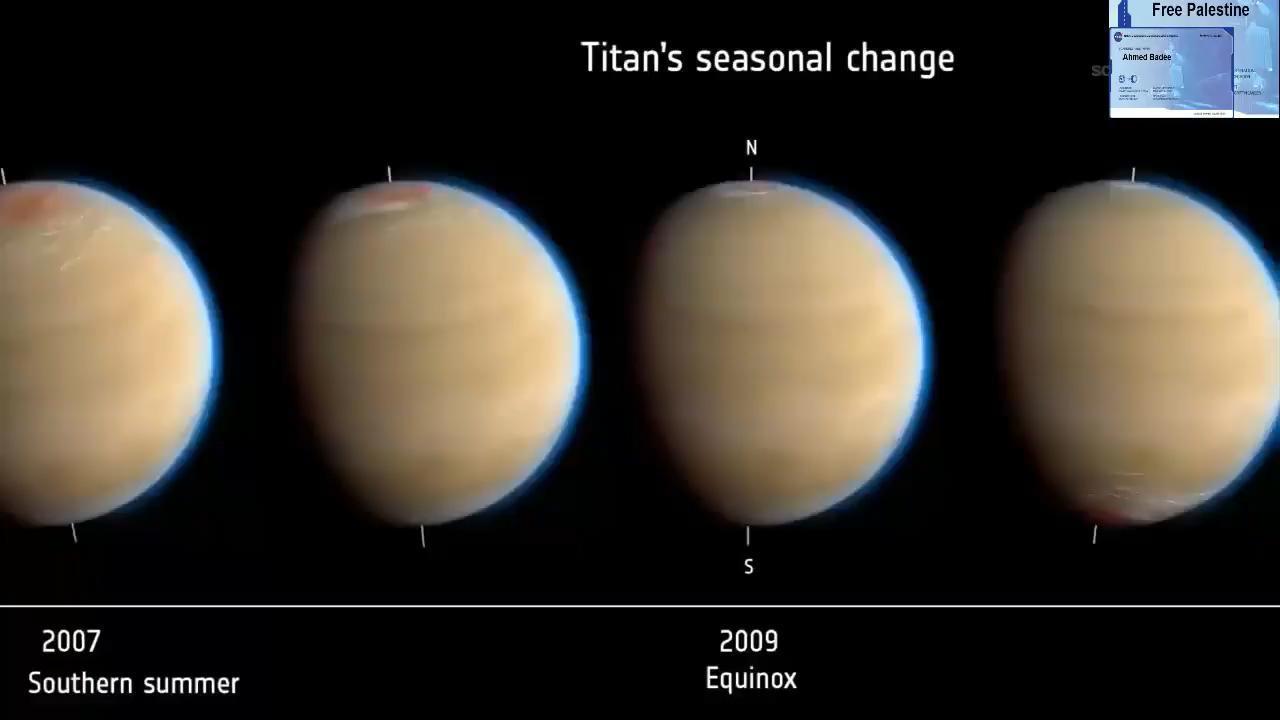 Free Palestine
Titan's seasonal change
Ahmed Badee
N
S
2007
2009
Southern summer
Equinox